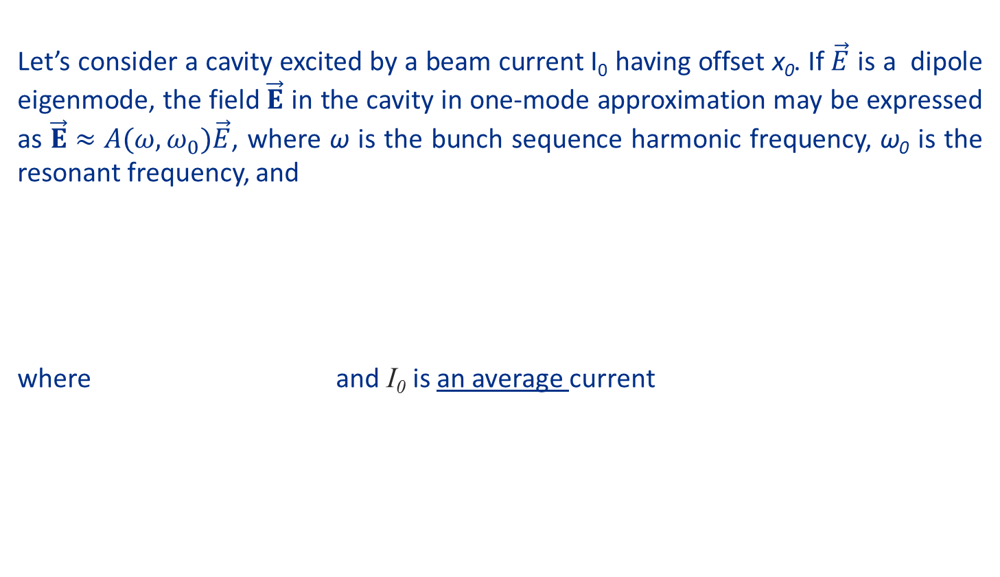 Let’s consider a cavity excited by a beam current I₀ having offset x₀. If E⃗ is a dipole
eigenmode, the field 𝐄⃗ in the cavity in one-mode approximation may be expressed
as 𝐄⃗ ≈ A(ω, ω₀)E⃗, where ω is the bunch sequence harmonic frequency, ω₀ is the
resonant frequency, and
where and I₀ is an average current